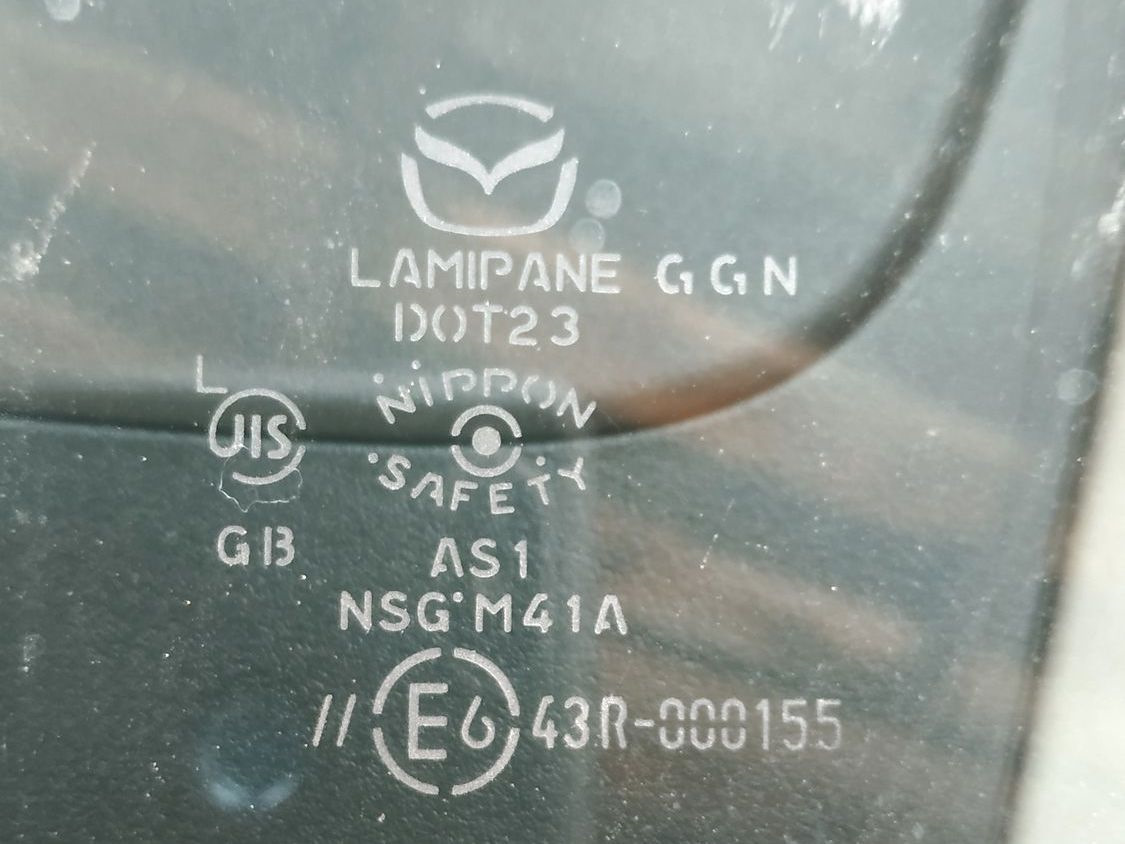 LAMIPANE GGN
DOT23
L
JIS
NIPPON
SAFETY
GB
AS1
NSG M41A
// E6 43R-000155